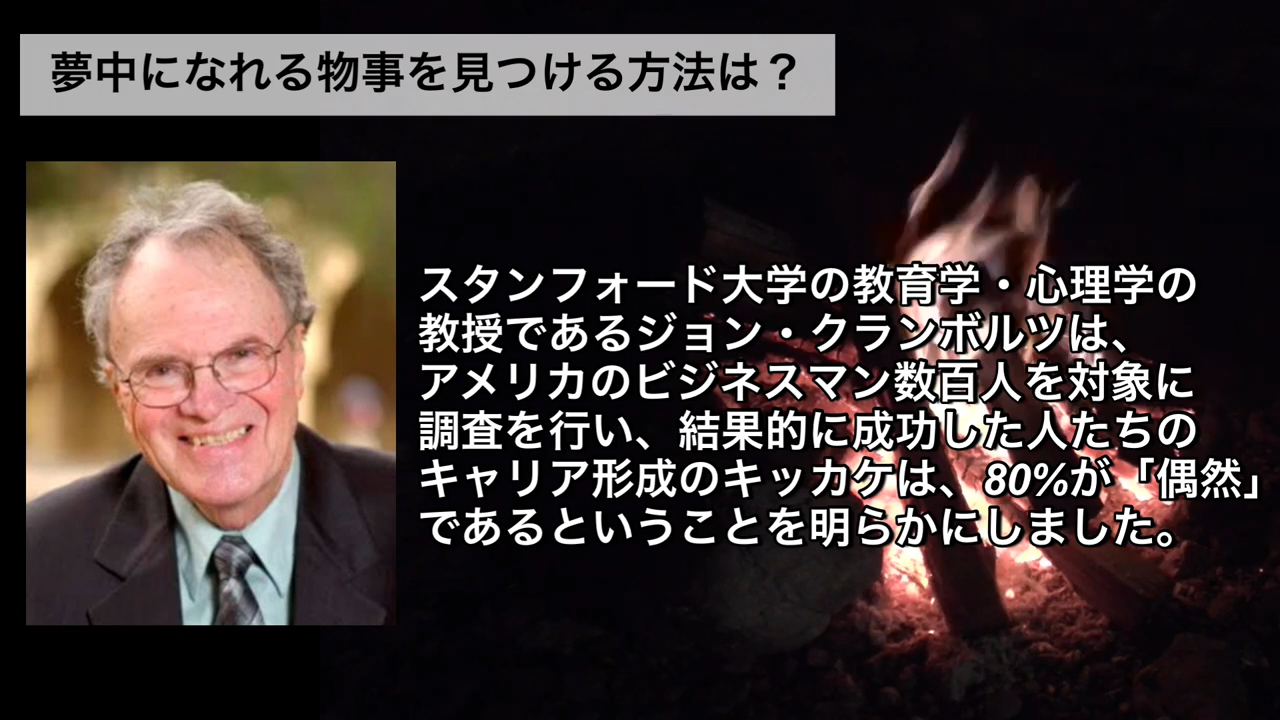 夢中になれる物事を見つける方法は？
スタンフォード大学の教育学・心理学の
教授であるジョン・クランボルツは、
アメリカのビジネスマン数百人を対象に
調査を行い、結果的に成功した人たちの
キャリア形成のキッカケは、80%が「偶然」
であるということを明らかにしました。